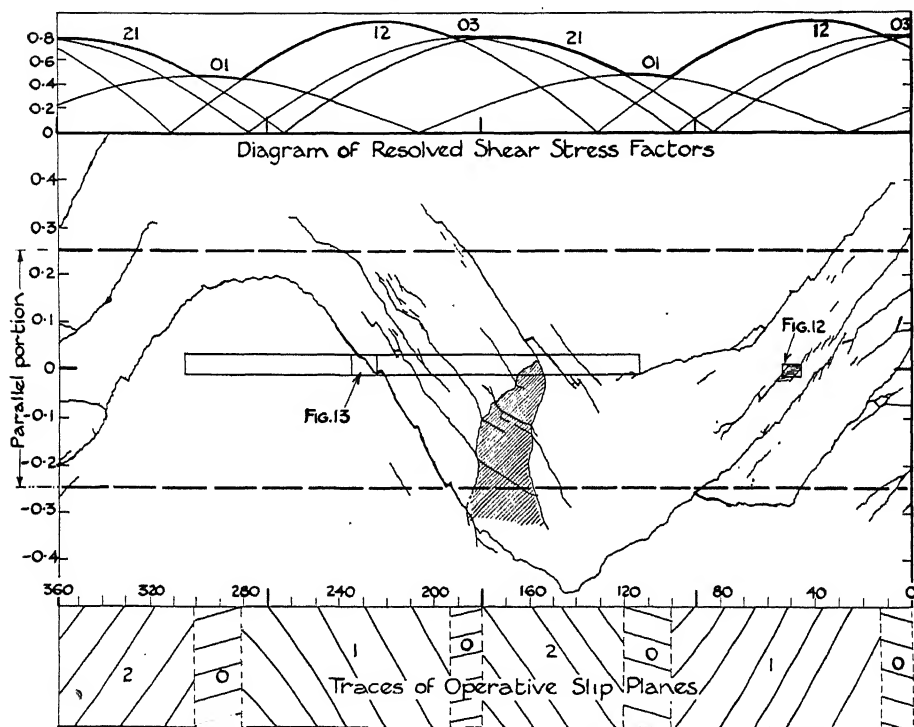 21 12 03 21 01 12 03
01
0.8
0.6
0.4
0.2
0
Diagram of Resolved Shear Stress Factors
0.4
0.3
0.2
0.1
0
-0.1
-0.2
-0.3
-0.4
Parallel portion
FIG.12
FIG.13
360 320 280 240 200 160 120 80 40 0
2 0 1 0 2 0 1 0
Traces of Operative Slip Planes